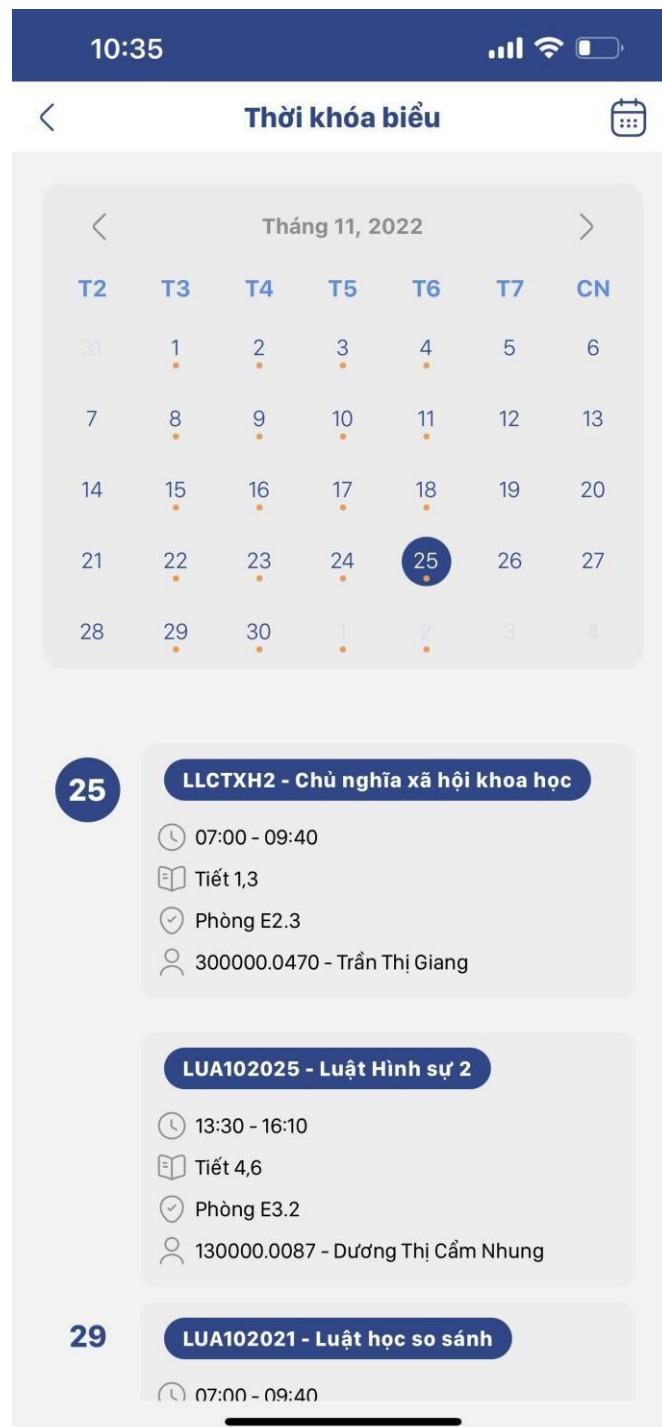 10:35
Thời khóa biểu
Tháng 11, 2022
T2 T3 T4 T5 T6 T7 CN
31 1 2 3 4 5 6
7 8 9 10 11 12 13
14 15 16 17 18 19 20
21 22 23 24 25 26 27
28 29 30 1 2 3 4
25
LLCTXH2 - Chủ nghĩa xã hội khoa học
07:00 - 09:40
Tiết 1,3
Phòng E2.3
300000.0470 - Trần Thị Giang
LUA102025 - Luật Hình sự 2
13:30 - 16:10
Tiết 4,6
Phòng E3.2
130000.0087 - Dương Thị Cẩm Nhung
29
LUA102021 - Luật học so sánh
07:00 - 09:40